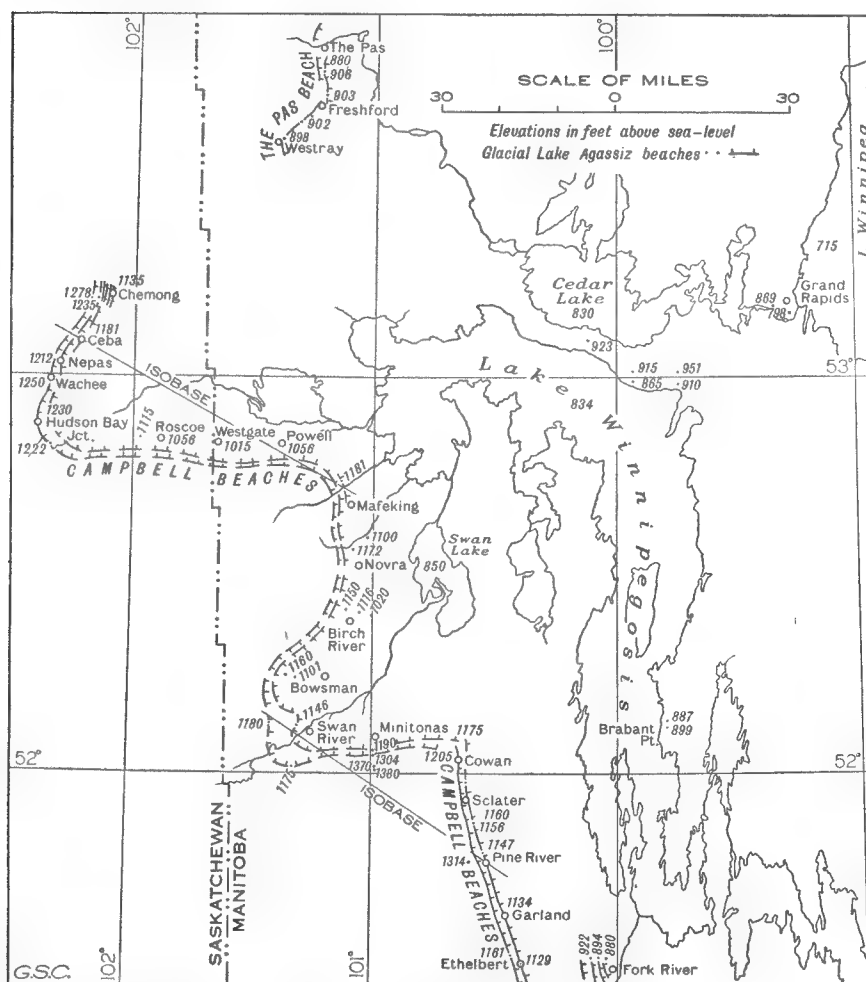 102°
100°
The Pas
880
906
THE PAS BEACH
903
Freshford
902
898
Westray
SCALE OF MILES
30 0 30
Elevations in feet above sea-level
Glacial Lake Agassiz beaches
L. Winnipeg
715
1135
1278
Chemong
1235
1181
Ceba
1212
Nepas
1250
Wachee
ISOBASE
Cedar
Lake
830
923
869
Grand
Rapids
915
951
865
910
53°
Lake Winnipegosis
834
1230
Hudson Bay
Jct.
1222
1115
Roscoe
1056
Westgate
1015
Powell
1056
CAMPBELL BEACHES
1181
Mafeking
1100
1172
Novra
Swan
Lake
850
1150
1116
1020
Birch
River
1160
1101
Bowsman
1146
1180
Swan
River
1175
Minitonas
1190
1304
1370
1380
1175
1205
Cowan
ISOBASE
Brabant
Pt.
887
899
52°
52°
Sclater
1160
1156
1147
1314
Pine River
CAMPBELL BEACHES
1134
Garland
1161
Ethelbert
1129
922
894
880
Fork River
SASKATCHEWAN
MANITOBA
G.S.C.
102°
101°